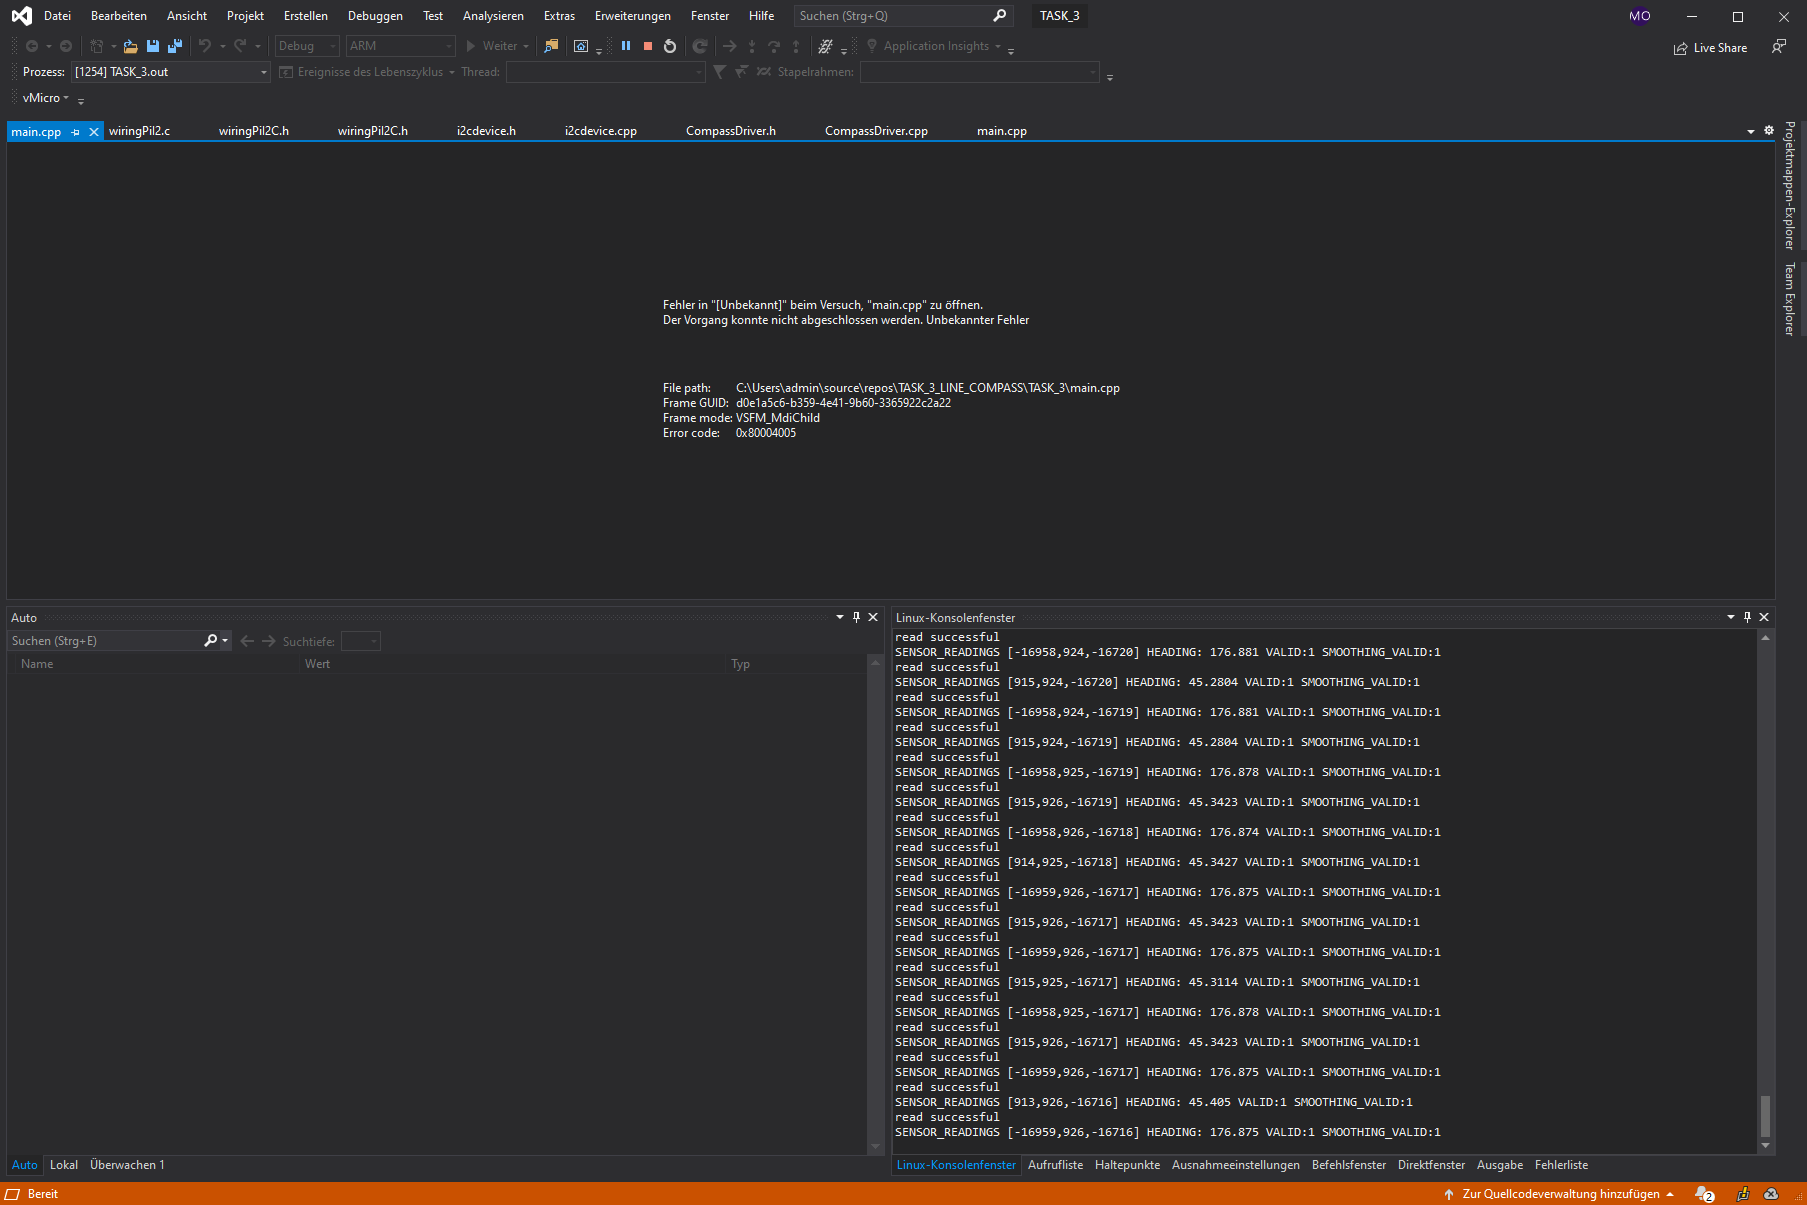 Datei Bearbeiten Ansicht Projekt Erstellen Debuggen Test Analysieren Extras Erweiterungen Fenster Hilfe Suchen (Strg+Q) TASK_3 MO
Debug ARM Weiter Application Insights Live Share
Prozess: [1254] TASK_3.out Ereignisse des Lebenszyklus Thread: Stapelrahmen:
vMicro
main.cpp wiringPiI2.c wiringPiI2C.h wiringPiI2C.h i2cdevice.h i2cdevice.cpp CompassDriver.h CompassDriver.cpp main.cpp
Projektmappen-Explorer
Team Explorer
Fehler in "[Unbekannt]" beim Versuch, "main.cpp" zu öffnen.
Der Vorgang konnte nicht abgeschlossen werden. Unbekannter Fehler
File path: C:\Users\admin\source\repos\TASK_3_LINE_COMPASS\TASK_3\main.cpp
Frame GUID: d0e1a5c6-b359-4e41-9b60-3365922c2a22
Frame mode: VSFM_MdiChild
Error code: 0x80004005
Auto
Suchen (Strg+E) Suchtiefe:
Name Wert Typ
Auto Lokal Überwachen 1
Linux-Konsolenfenster
read successful
SENSOR_READINGS [-16958,924,-16720] HEADING: 176.881 VALID:1 SMOOTHING_VALID:1
read successful
SENSOR_READINGS [915,924,-16720] HEADING: 45.2804 VALID:1 SMOOTHING_VALID:1
read successful
SENSOR_READINGS [-16958,924,-16719] HEADING: 176.881 VALID:1 SMOOTHING_VALID:1
read successful
SENSOR_READINGS [915,924,-16719] HEADING: 45.2804 VALID:1 SMOOTHING_VALID:1
read successful
SENSOR_READINGS [-16958,925,-16719] HEADING: 176.878 VALID:1 SMOOTHING_VALID:1
read successful
SENSOR_READINGS [915,926,-16719] HEADING: 45.3423 VALID:1 SMOOTHING_VALID:1
read successful
SENSOR_READINGS [-16958,926,-16718] HEADING: 176.874 VALID:1 SMOOTHING_VALID:1
read successful
SENSOR_READINGS [914,925,-16718] HEADING: 45.3427 VALID:1 SMOOTHING_VALID:1
read successful
SENSOR_READINGS [-16959,926,-16717] HEADING: 176.875 VALID:1 SMOOTHING_VALID:1
read successful
SENSOR_READINGS [915,926,-16717] HEADING: 45.3423 VALID:1 SMOOTHING_VALID:1
read successful
SENSOR_READINGS [-16959,926,-16717] HEADING: 176.875 VALID:1 SMOOTHING_VALID:1
read successful
SENSOR_READINGS [915,925,-16717] HEADING: 45.3114 VALID:1 SMOOTHING_VALID:1
read successful
SENSOR_READINGS [-16958,925,-16717] HEADING: 176.878 VALID:1 SMOOTHING_VALID:1
read successful
SENSOR_READINGS [915,926,-16717] HEADING: 45.3423 VALID:1 SMOOTHING_VALID:1
read successful
SENSOR_READINGS [-16959,926,-16717] HEADING: 176.875 VALID:1 SMOOTHING_VALID:1
read successful
SENSOR_READINGS [913,926,-16716] HEADING: 45.405 VALID:1 SMOOTHING_VALID:1
read successful
SENSOR_READINGS [-16959,926,-16716] HEADING: 176.875 VALID:1 SMOOTHING_VALID:1
Linux-Konsolenfenster Aufrufliste Haltepunkte Ausnahmeeinstellungen Befehlsfenster Direktfenster Ausgabe Fehlerliste
Bereit Zur Quellcodeverwaltung hinzufügen 2